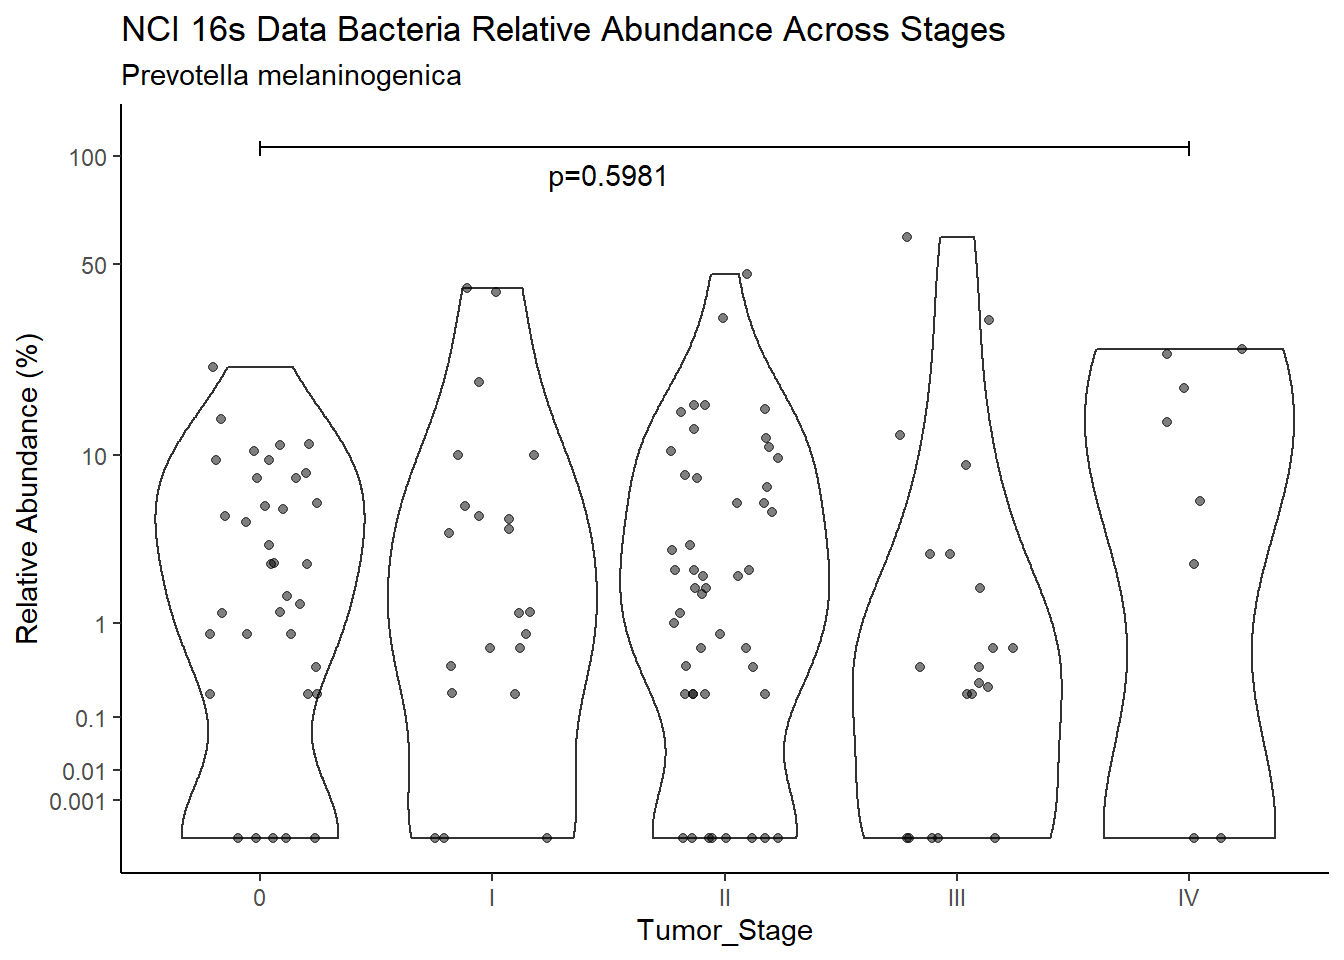 NCI 16s Data Bacteria Relative Abundance Across Stages
Prevotella melaninogenica
100
p=0.5981
50
10
1
0.1
0.01
0.001
Relative Abundance (%)
0 I II III IV
Tumor_Stage